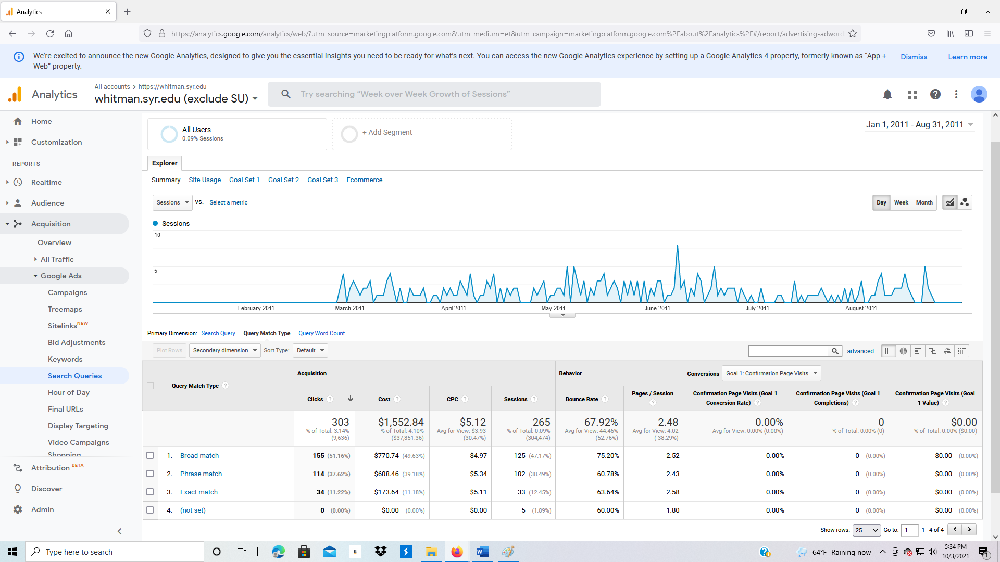 Analytics
https://analytics.google.com/analytics/web/?utm_source=marketingplatform.google.com&utm_medium=et&utm_campaign=marketingplatform.google.com%2Fabout%2Fanalytics%2F#/report/advertising-adword
We're excited to announce the new Google Analytics, designed to give you the essential insights you need to be ready for what's next. You can access the new Google Analytics experience by setting up a Google Analytics 4 property, formerly known as “App +
Web” property.
Dismiss Learn more
Analytics
All accounts > https://whitman.syr.edu
whitman.syr.edu (exclude SU)
Try searching “Week over Week Growth of Sessions”
Home
Customization
REPORTS
Realtime
Audience
Acquisition
Overview
All Traffic
Google Ads
Campaigns
Treemaps
Sitelinks NEW
Bid Adjustments
Keywords
Search Queries
Hour of Day
Final URLs
Display Targeting
Video Campaigns
Shopping
Attribution BETA
Discover
Admin
All Users
0.09% Sessions
+ Add Segment
Jan 1, 2011 - Aug 31, 2011
Explorer
Summary Site Usage Goal Set 1 Goal Set 2 Goal Set 3 Ecommerce
Sessions VS. Select a metric
Day Week Month
Sessions
10
5
February 2011 March 2011 April 2011 May 2011 June 2011 July 2011 August 2011
Primary Dimension: Search Query Query Match Type Query Word Count
Plot Rows Secondary dimension Sort Type: Default
advanced
Query Match Type ?
Acquisition Behavior Conversions Goal 1: Confirmation Page Visits
Clicks ? Cost ? CPC ? Sessions ? Bounce Rate ? Pages / Session ? Confirmation Page Visits (Goal 1 Conversion Rate) ? Confirmation Page Visits (Goal 1 Completions) ? Confirmation Page Visits (Goal 1 Value) ?
303 $1,552.84 $5.12 265 67.92% 2.48 0.00% 0 $0.00
% of Total: 3.14% % of Total: 4.10% Avg for View: $3.93 % of Total: 0.09% Avg for View: 44.46% Avg for View: 4.02 Avg for View: 0.00% (0.00%) % of Total: 0.00% (0) % of Total: 0.00% ($0.00)
(9,636) ($37,851.36) (30.47%) (304,474) (52.76%) (-38.29%)
1. Broad match 155 (51.16%) $770.74 (49.63%) $4.97 125 (47.17%) 75.20% 2.52 0.00% 0 (0.00%) $0.00 (0.00%)
2. Phrase match 114 (37.62%) $608.46 (39.18%) $5.34 102 (38.49%) 60.78% 2.43 0.00% 0 (0.00%) $0.00 (0.00%)
3. Exact match 34 (11.22%) $173.64 (11.18%) $5.11 33 (12.45%) 63.64% 2.58 0.00% 0 (0.00%) $0.00 (0.00%)
4. (not set) 0 (0.00%) $0.00 (0.00%) $0.00 5 (1.89%) 60.00% 1.80 0.00% 0 (0.00%) $0.00 (0.00%)
Show rows: 25 Go to: 1 1 - 4 of 4
Type here to search
a
64°F Raining now
5:34 PM
10/3/2021
1